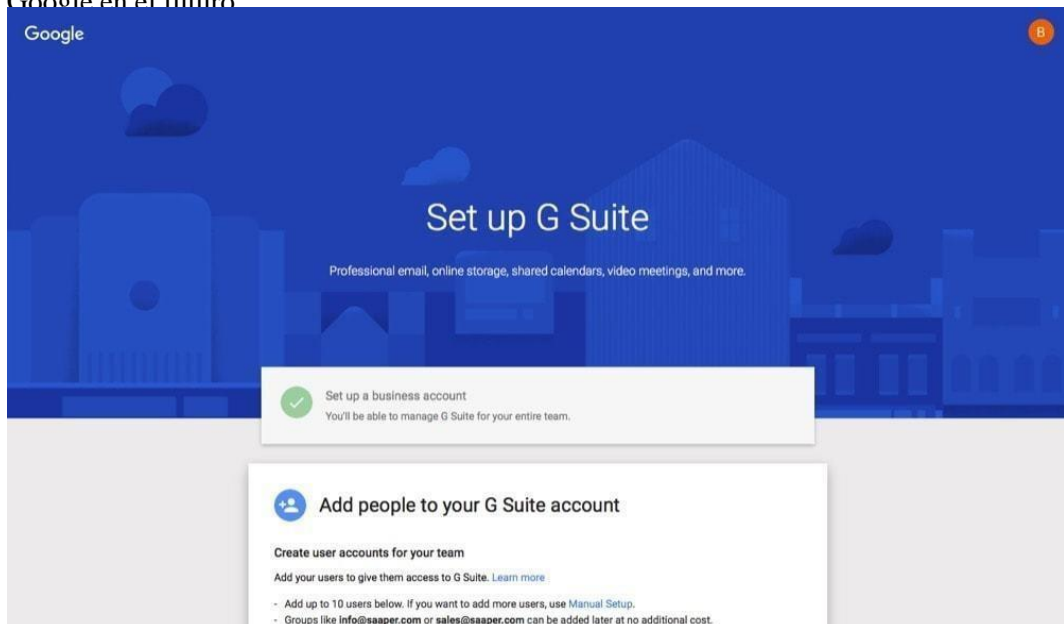 Google en el futuro
Google
B
Set up G Suite
Professional email, online storage, shared calendars, video meetings, and more.
Set up a business account
You'll be able to manage G Suite for your entire team.
Add people to your G Suite account
Create user accounts for your team
Add your users to give them access to G Suite. Learn more
- Add up to 10 users below. If you want to add more users, use Manual Setup.
- Groups like info@saaper.com or sales@saaper.com can be added later at no additional cost.